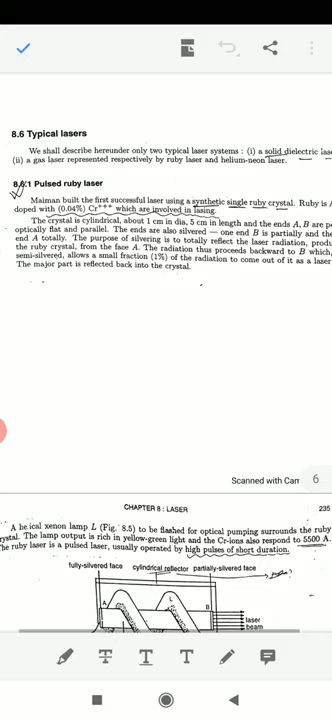 8.6 Typical lasers
We shall describe hereunder only two typical laser systems : (i) a solid dielectric las
(ii) a gas laser represented respectively by ruby laser and helium-neon laser.
8.6.1 Pulsed ruby laser
Maiman built the first successful laser using a synthetic single ruby crystal. Ruby is A
doped with (0.04%) Cr+++ which are involved in lasing.
The crystal is cylindrical, about 1 cm in dia, 5 cm in length and the ends A, B are p
optically flat and parallel. The ends are also silvered — one end B is partially and the
end A totally. The purpose of silvering is to totally reflect the laser radiation, produ
the ruby crystal, from the face A. The radiation thus proceeds backward to B which,
semi-silvered, allows a small fraction (1%) of the radiation to come out of it as a laser
The major part is reflected back into the crystal.
Scanned with Cam
6
CHAPTER 8 : LASER 235
A helical xenon lamp L (Fig. 8.5) to be flashed for optical pumping surrounds the ruby
rystal. The lamp output is rich in yellow-green light and the Cr-ions also respond to 5500 A.
The ruby laser is a pulsed laser, usually operated by high pulses of short duration.
fully-silvered face cylindrical reflector partially-silvered face
A L B
laser
beam
T T T